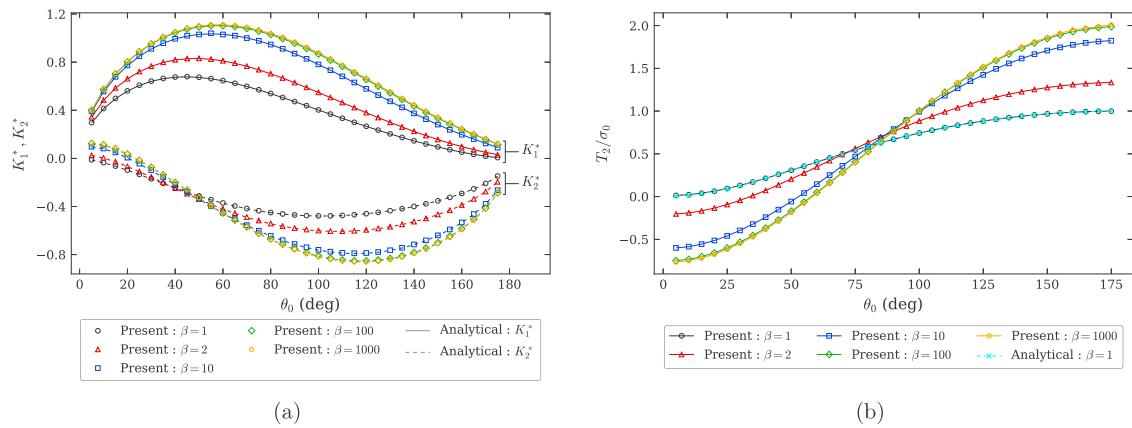 1.2
0.8
0.4
0.0
−0.4
−0.8
K₁*, K₂*
K₁*
K₂*
0 20 40 60 80 100 120 140 160 180
θ₀ (deg)
Present : β=1
Present : β=2
Present : β=10
Present : β=100
Present : β=1000
Analytical : K₁*
Analytical : K₂*
(a)
2.0
1.5
1.0
0.5
0.0
−0.5
T₂/σ₀
0 25 50 75 100 125 150 175
θ₀ (deg)
Present : β=1
Present : β=2
Present : β=10
Present : β=100
Present : β=1000
Analytical : β=1
(b)